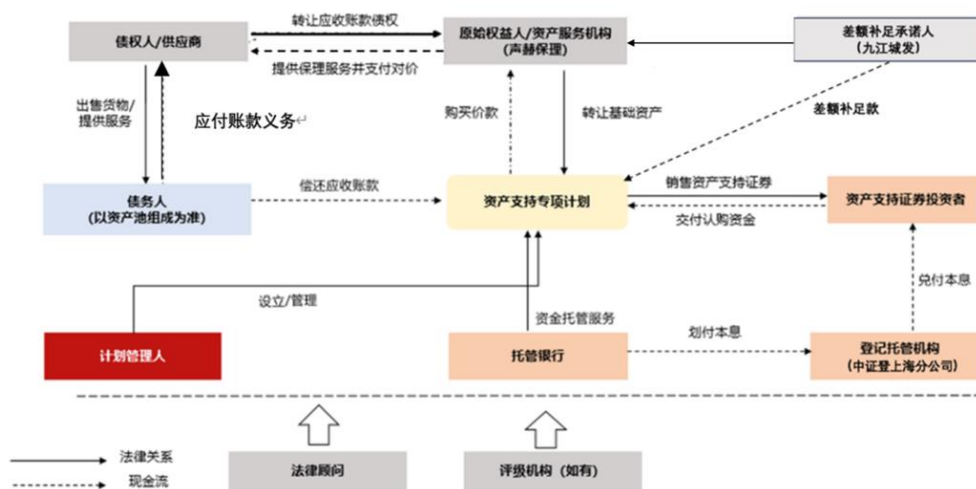 转让应收账款债权
债权人/供应商
原始权益人/资产服务机构
(声赫保理)
差额补足承诺人
(九江城发)
提供保理服务并支付对价
出售货物/
提供服务
应付账款义务
购买价款
转让基础资产
差额补足款
债务人
(以资产池组成为准)
偿还应收账款
资产支持专项计划
销售资产支持证券
交付认购资金
资产支持证券投资者
设立/管理
资金托管服务
兑付本息
计划管理人
托管银行
划付本息
登记托管机构
(中证登上海分公司)
法律关系
现金流
法律顾问
评级机构（如有）